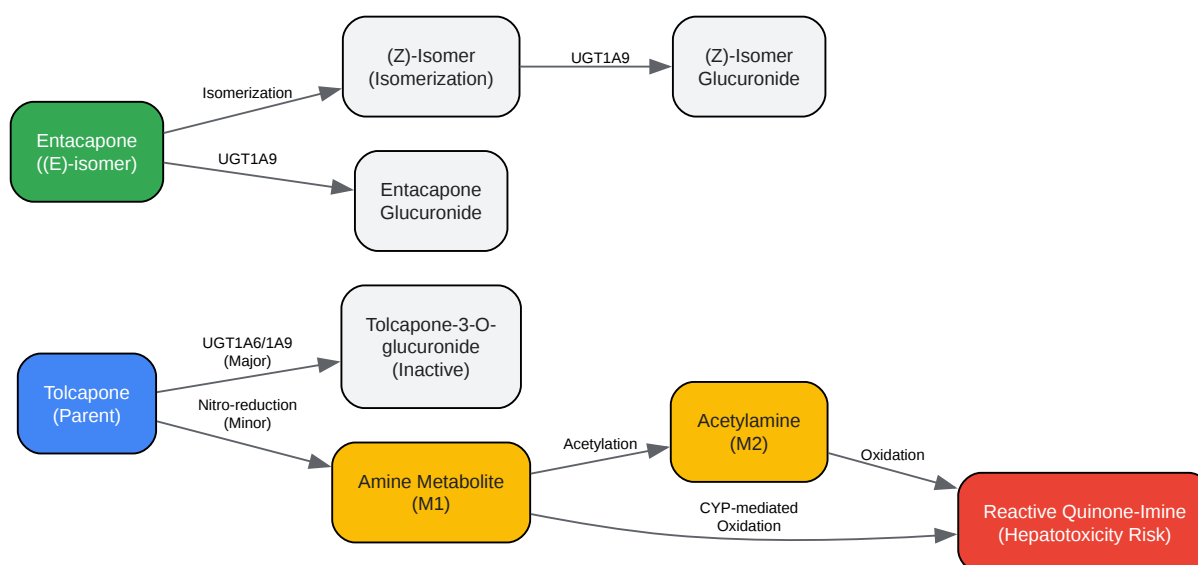 (Z)-Isomer
(Isomerization)
UGT1A9
(Z)-Isomer
Glucuronide
Isomerization
Entacapone
((E)-isomer)
UGT1A9
Entacapone
Glucuronide
Tolcapone-3-O-
glucuronide
(Inactive)
UGT1A6/1A9
(Major)
Tolcapone
(Parent)
Nitro-reduction
(Minor)
Acetylamine
(M2)
Acetylation
Oxidation
Amine Metabolite
(M1)
CYP-mediated
Oxidation
Reactive Quinone-Imine
(Hepatotoxicity Risk)